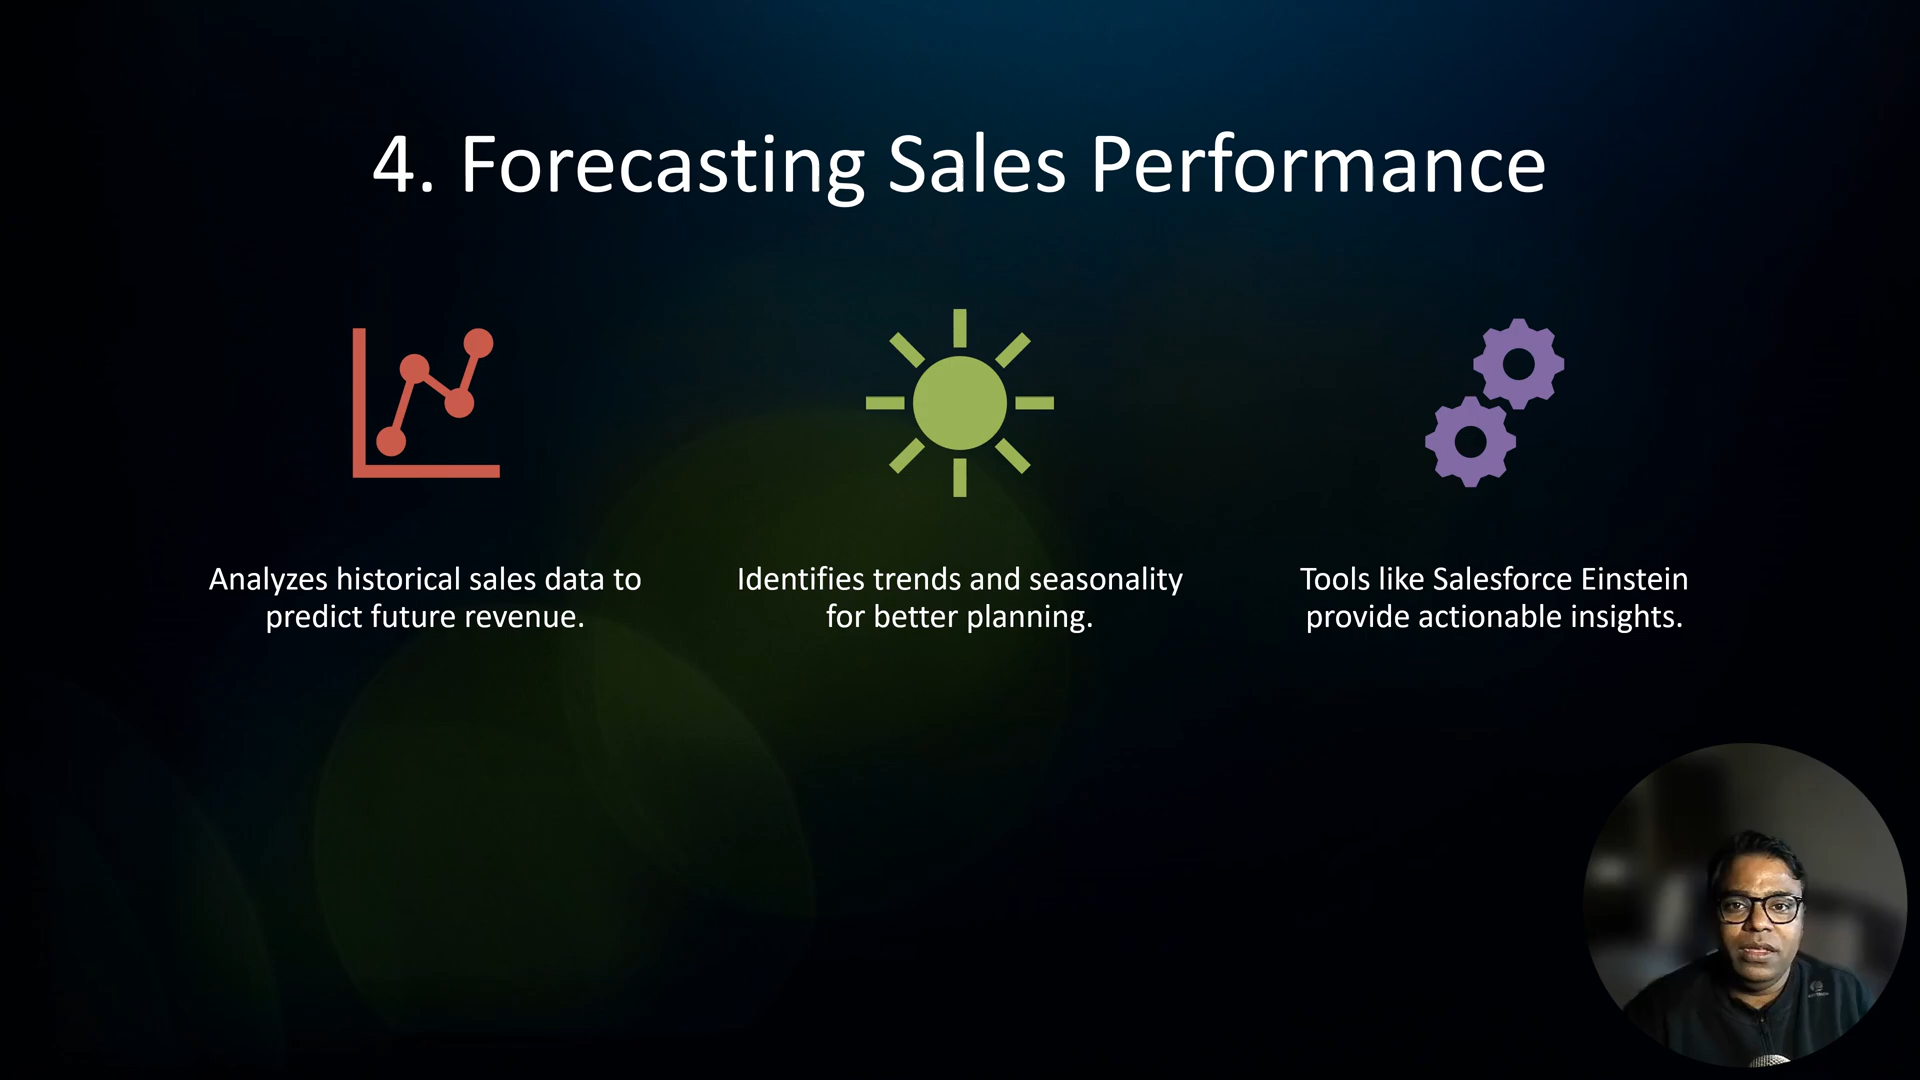 4. Forecasting Sales Performance
Analyzes historical sales data to
predict future revenue.
Identifies trends and seasonality
for better planning.
Tools like Salesforce Einstein
provide actionable insights.